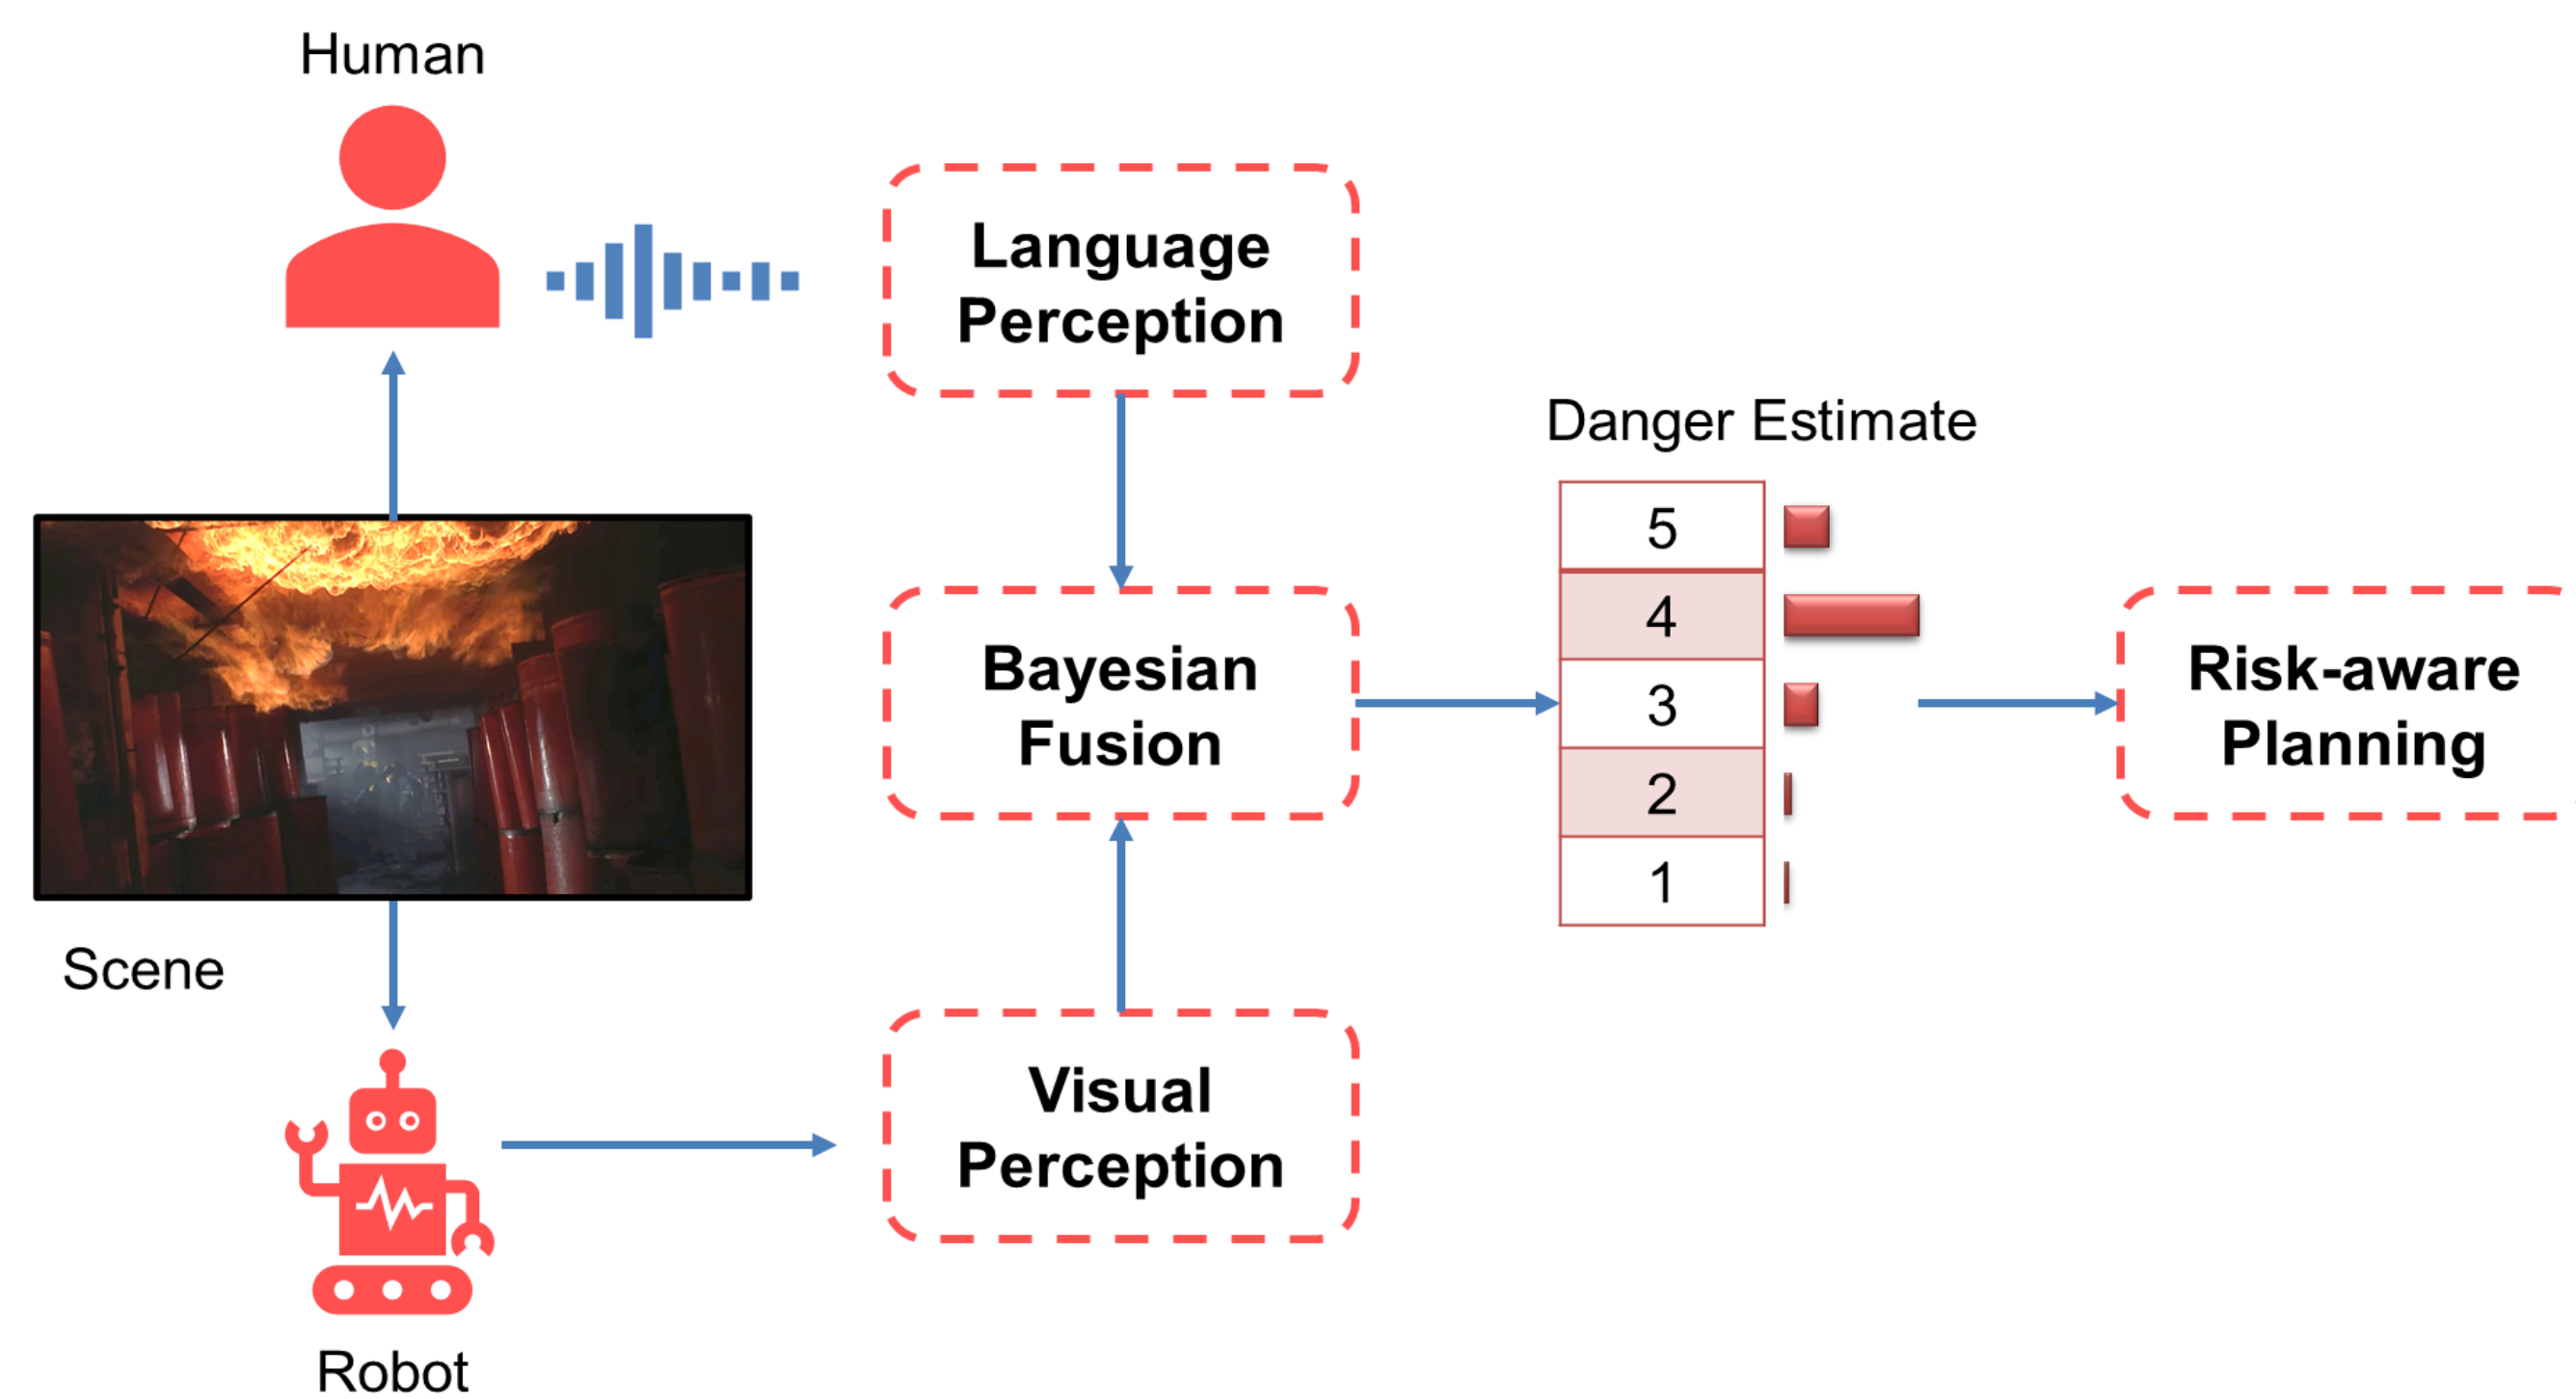 Human
Language
Perception
Danger Estimate
5
4
3
2
1
Bayesian
Fusion
Risk-aware
Planning
Scene
Visual
Perception
Robot